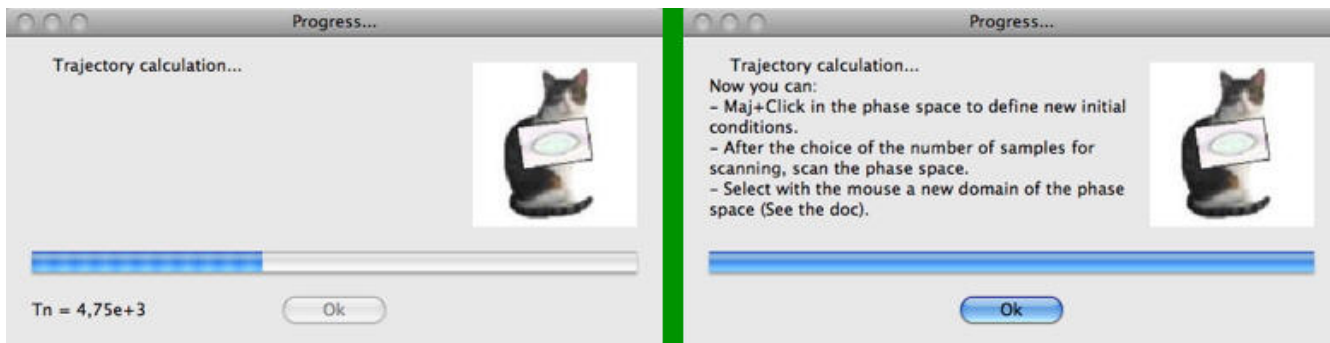 Progress...
Trajectory calculation...
Tn = 4,75e+3
Ok
Progress...
Trajectory calculation...
Now you can:
- Maj+Click in the phase space to define new initial
conditions.
- After the choice of the number of samples for
scanning, scan the phase space.
- Select with the mouse a new domain of the phase
space (See the doc).
Ok